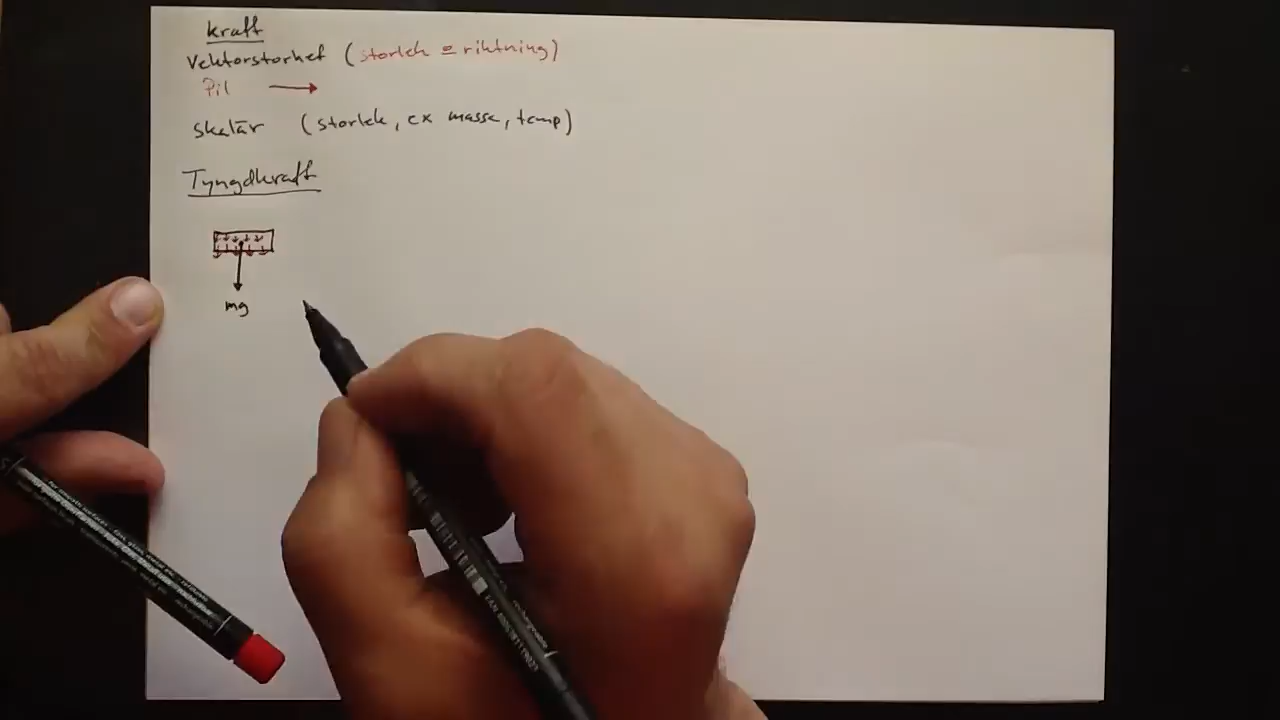 kraft
Vektorstorhet (storlek o riktning)
Pil
skalär (storlek, ex massa, temp)
Tyngdkraft
mg